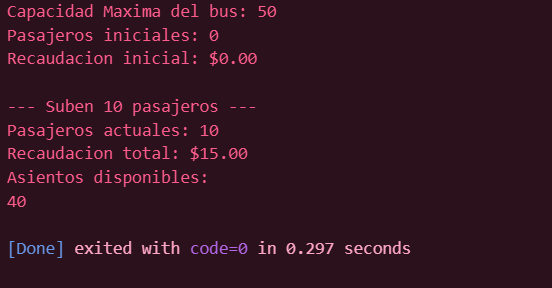 Capacidad Maxima del bus: 50
Pasajeros iniciales: 0
Recaudacion inicial: $0.00
--- Suben 10 pasajeros ---
Pasajeros actuales: 10
Recaudacion total: $15.00
Asientos disponibles:
40
[Done] exited with code=0 in 0.297 seconds